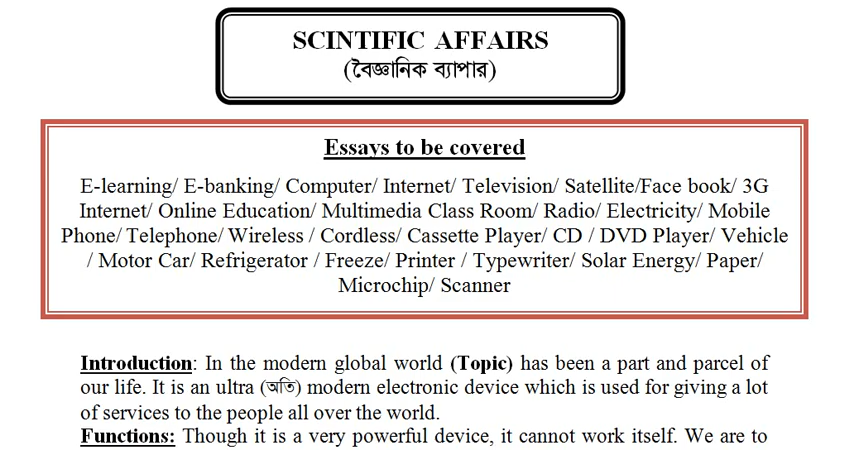 SCINTIFIC AFFAIRS
(বৈজ্ঞানিক ব্যাপার)
Essays to be covered
E-learning/ E-banking/ Computer/ Internet/ Television/ Satellite/Face book/ 3G
Internet/ Online Education/ Multimedia Class Room/ Radio/ Electricity/ Mobile
Phone/ Telephone/ Wireless / Cordless/ Cassette Player/ CD / DVD Player/ Vehicle
/ Motor Car/ Refrigerator / Freeze/ Printer / Typewriter/ Solar Energy/ Paper/
Microchip/ Scanner
Introduction: In the modern global world (Topic) has been a part and parcel of
our life. It is an ultra (অতি) modern electronic device which is used for giving a lot
of services to the people all over the world.
Functions: Though it is a very powerful device, it cannot work itself. We are to